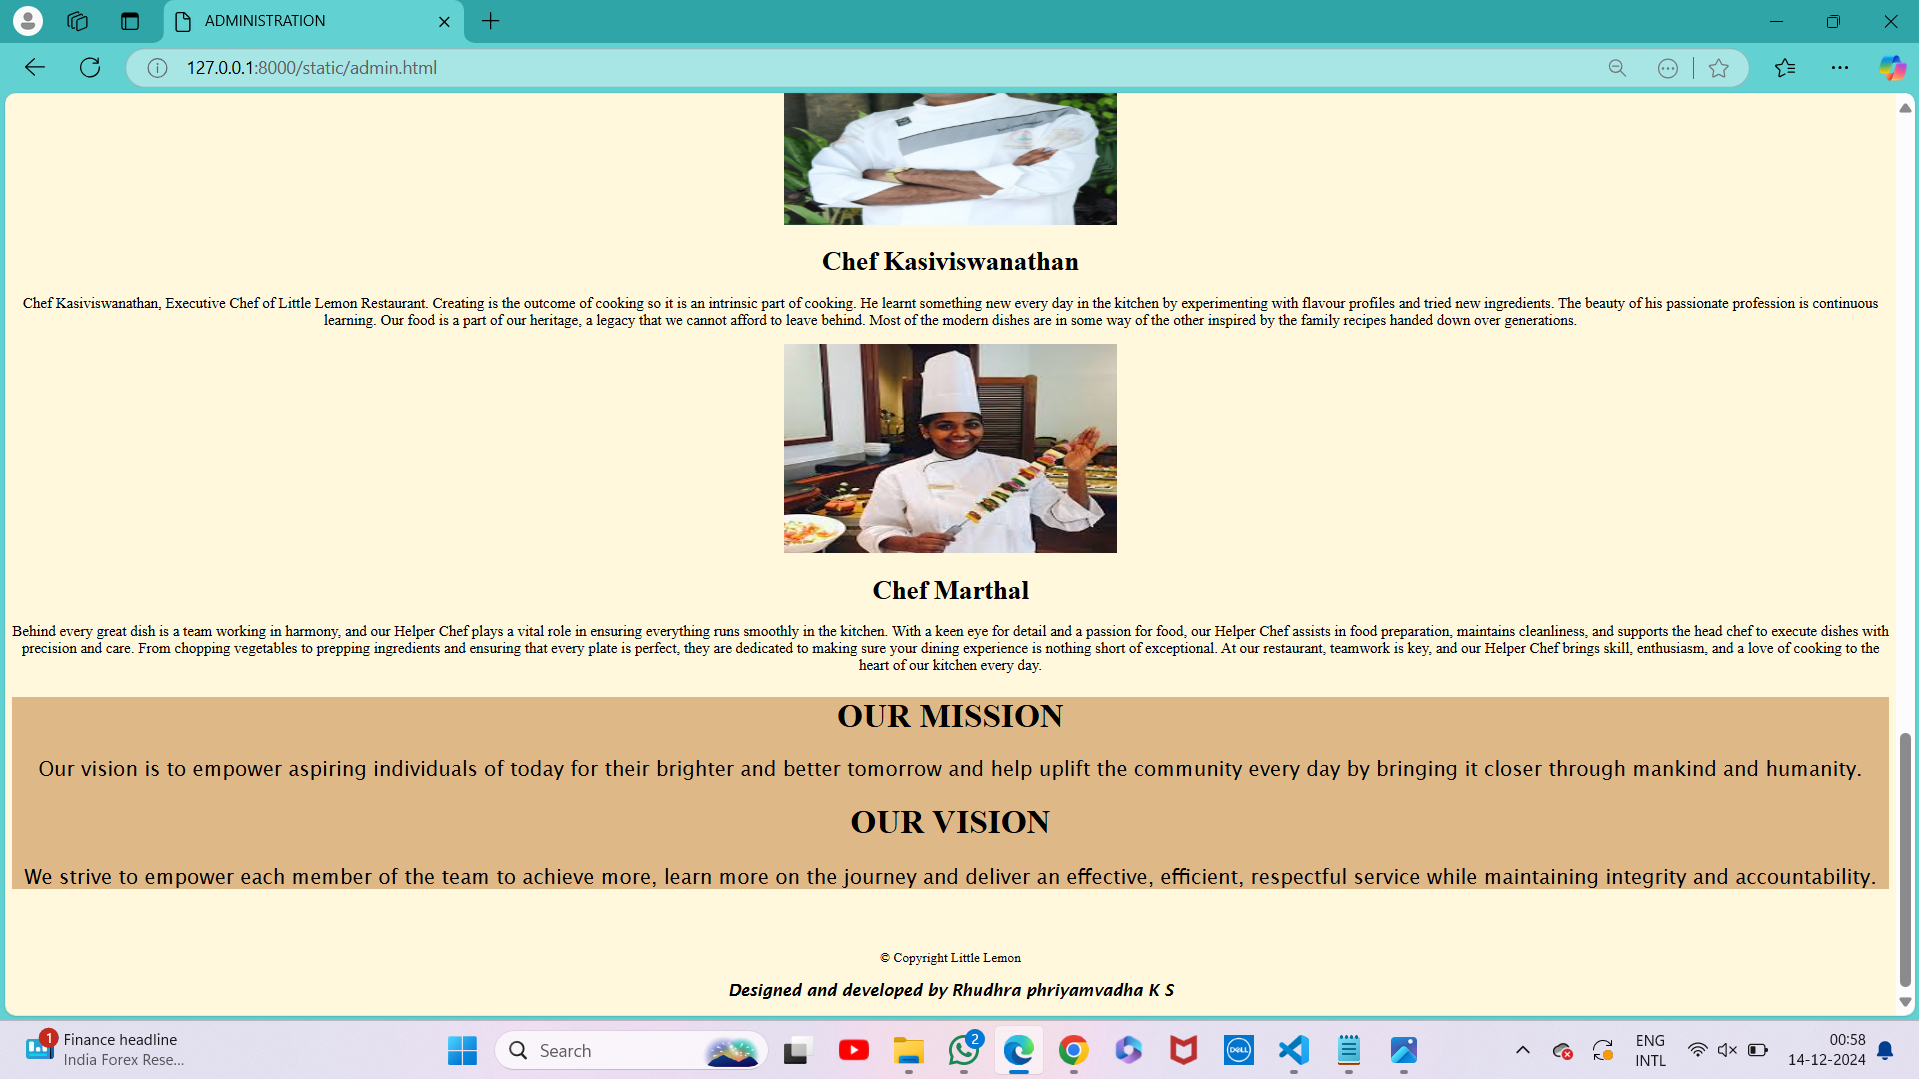 ADMINISTRATION
127.0.0.1:8000/static/admin.html
Chef Kasiviswanathan
Chef Kasiviswanathan, Executive Chef of Little Lemon Restaurant. Creating is the outcome of cooking so it is an intrinsic part of cooking. He learnt something new every day in the kitchen by experimenting with flavour profiles and tried new ingredients. The beauty of his passionate profession is continuous
learning. Our food is a part of our heritage, a legacy that we cannot afford to leave behind. Most of the modern dishes are in some way of the other inspired by the family recipes handed down over generations.
Chef Marthal
Behind every great dish is a team working in harmony, and our Helper Chef plays a vital role in ensuring everything runs smoothly in the kitchen. With a keen eye for detail and a passion for food, our Helper Chef assists in food preparation, maintains cleanliness, and supports the head chef to execute dishes with
precision and care. From chopping vegetables to prepping ingredients and ensuring that every plate is perfect, they are dedicated to making sure your dining experience is nothing short of exceptional. At our restaurant, teamwork is key, and our Helper Chef brings skill, enthusiasm, and a love of cooking to the
heart of our kitchen every day.
OUR MISSION
Our vision is to empower aspiring individuals of today for their brighter and better tomorrow and help uplift the community every day by bringing it closer through mankind and humanity.
OUR VISION
We strive to empower each member of the team to achieve more, learn more on the journey and deliver an effective, efficient, respectful service while maintaining integrity and accountability.
© Copyright Little Lemon
Designed and developed by Rhudhra phriyamvadha K S
1
Finance headline
India Forex Rese...
Search
2
DELL
ENG
INTL
00:58
14-12-2024